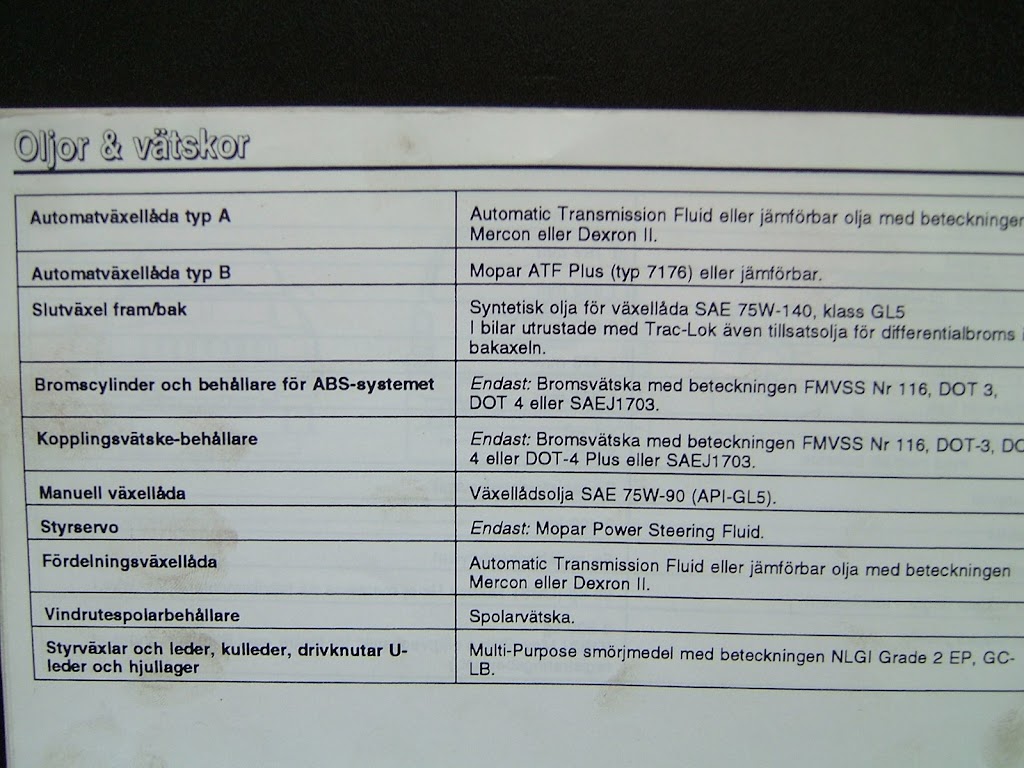 Oljor & vätskor
Automatväxellåda typ A
Automatic Transmission Fluid eller jämförbar olja med beteckningen
Mercon eller Dexron II.
Automatväxellåda typ B
Mopar ATF Plus (typ 7176) eller jämförbar.
Slutväxel fram/bak
Syntetisk olja för växellåda SAE 75W-140, klass GL5
I bilar utrustade med Trac-Lok även tillsatsolja för differentialbroms i
bakaxeln.
Bromscylinder och behållare för ABS-systemet
Endast: Bromsvätska med beteckningen FMVSS Nr 116, DOT 3,
DOT 4 eller SAEJ1703.
Kopplingsvätske-behållare
Endast: Bromsvätska med beteckningen FMVSS Nr 116, DOT-3, DO
4 eller DOT-4 Plus eller SAEJ1703.
Manuell växellåda
Växellådsolja SAE 75W-90 (API-GL5).
Styrservo
Endast: Mopar Power Steering Fluid.
Fördelningsväxellåda
Automatic Transmission Fluid eller jämförbar olja med beteckningen
Mercon eller Dexron II.
Vindrutespolarbehållare
Spolarvätska.
Styrväxlar och leder, kulleder, drivknutar U-
leder och hjullager
Multi-Purpose smörjmedel med beteckningen NLGI Grade 2 EP, GC-
LB.